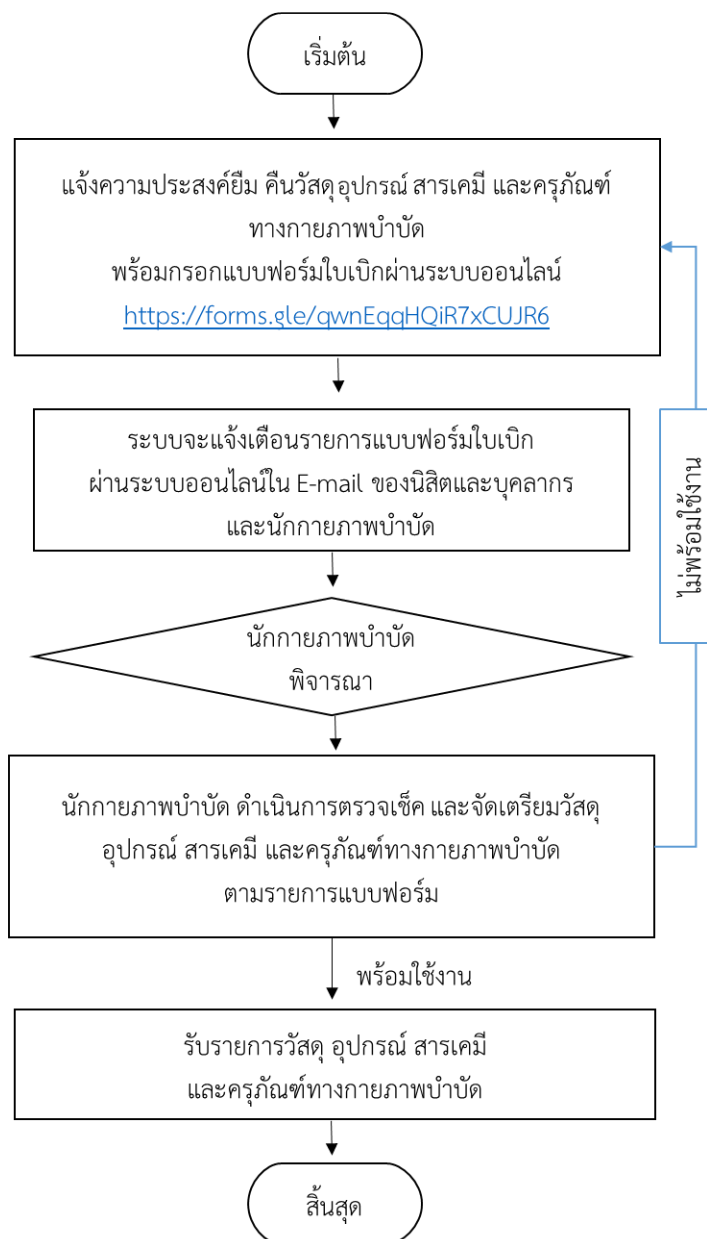 เริ่มต้น
แจ้งความประสงค์ยืม คืนวัสดุอุปกรณ์ สารเคมี และครุภัณฑ์
ทางกายภาพบำบัด
พร้อมกรอกแบบฟอร์มใบเบิกผ่านระบบออนไลน์
https://forms.gle/qwnEqqHQiR7xCUJR6
ระบบจะแจ้งเตือนรายการแบบฟอร์มใบเบิก
ผ่านระบบออนไลน์ใน E-mail ของนิสิตและบุคลากร
และนักกายภาพบำบัด
ไม่พร้อมใช้งาน
นักกายภาพบำบัด
พิจารณา
นักกายภาพบำบัด ดำเนินการตรวจเช็ค และจัดเตรียมวัสดุ
อุปกรณ์ สารเคมี และครุภัณฑ์ทางกายภาพบำบัด
ตามรายการแบบฟอร์ม
พร้อมใช้งาน
รับรายการวัสดุ อุปกรณ์ สารเคมี
และครุภัณฑ์ทางกายภาพบำบัด
สิ้นสุด